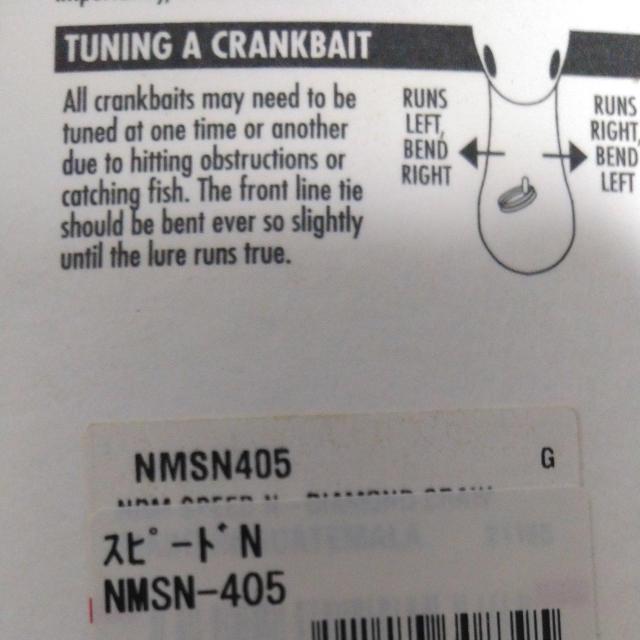 TUNING A CRANKBAIT
All crankbaits may need to be
tuned at one time or another
due to hitting obstructions or
catching fish. The front line tie
should be bent ever so slightly
until the lure runs true.
RUNS
LEFT,
BEND
RIGHT
RUNS
RIGHT,
BEND
LEFT
NMSN405 G
スピードN
NMSN-405